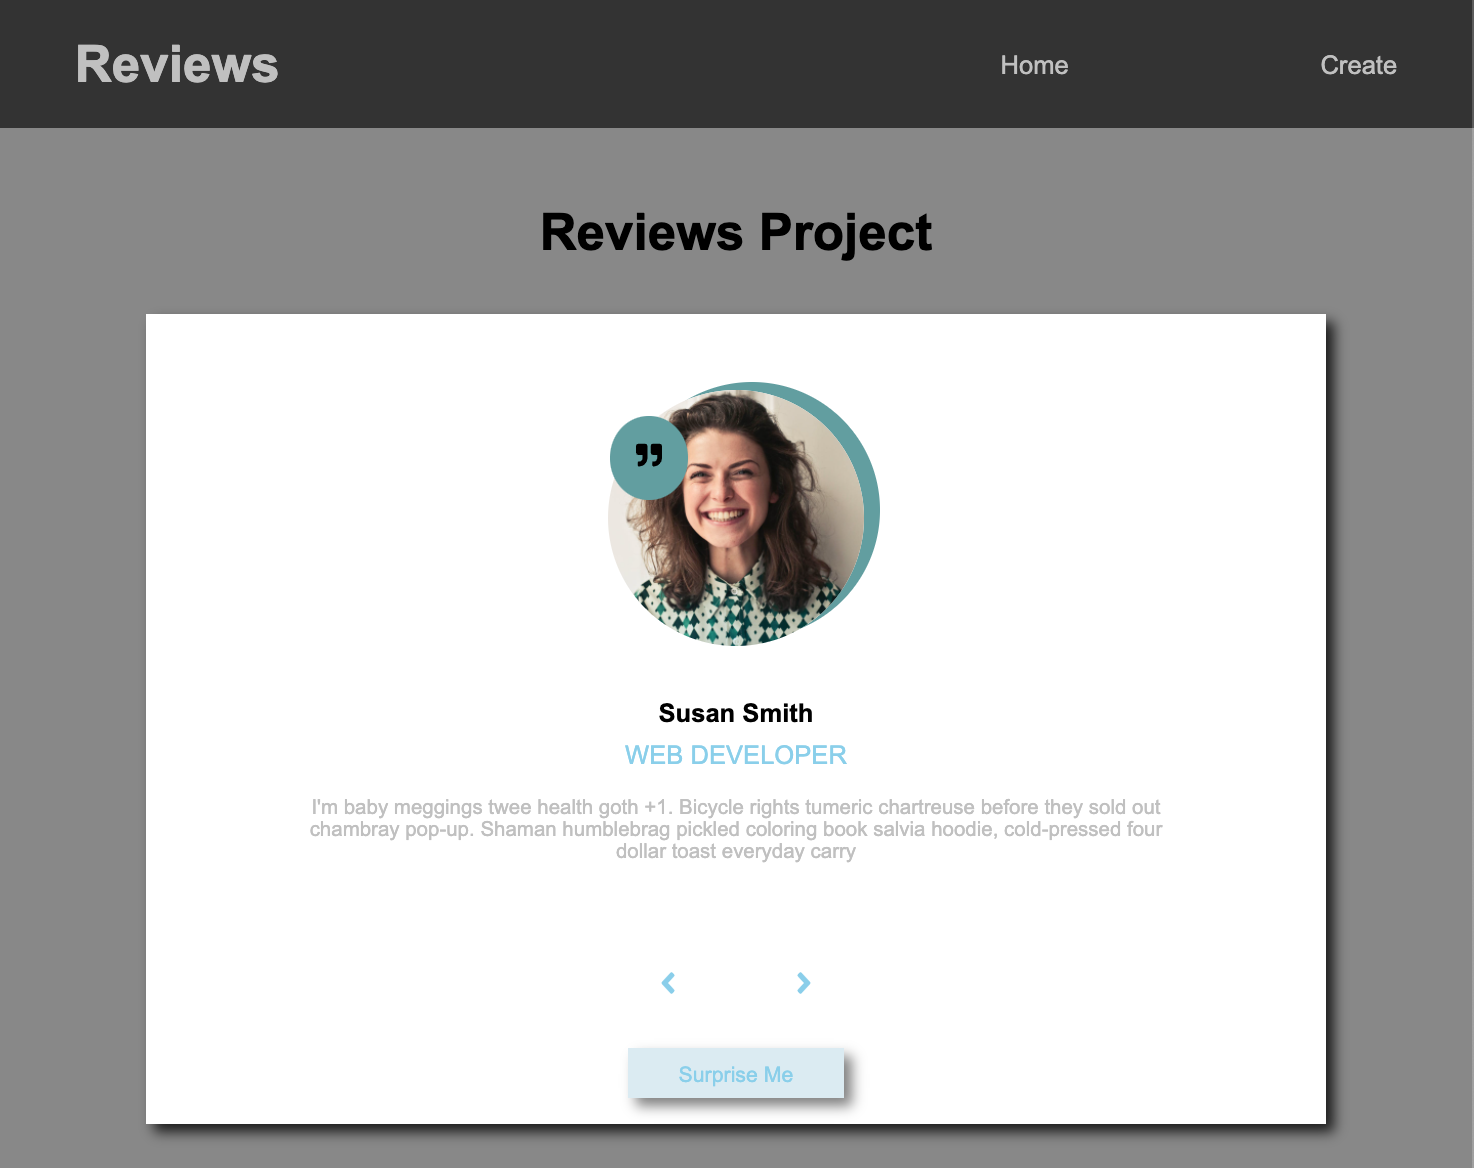 Reviews
Home
Create
Reviews Project
Susan Smith
WEB DEVELOPER
I'm baby meggings twee health goth +1. Bicycle rights tumeric chartreuse before they sold out
chambray pop-up. Shaman humblebrag pickled coloring book salvia hoodie, cold-pressed four
dollar toast everyday carry
Surprise Me